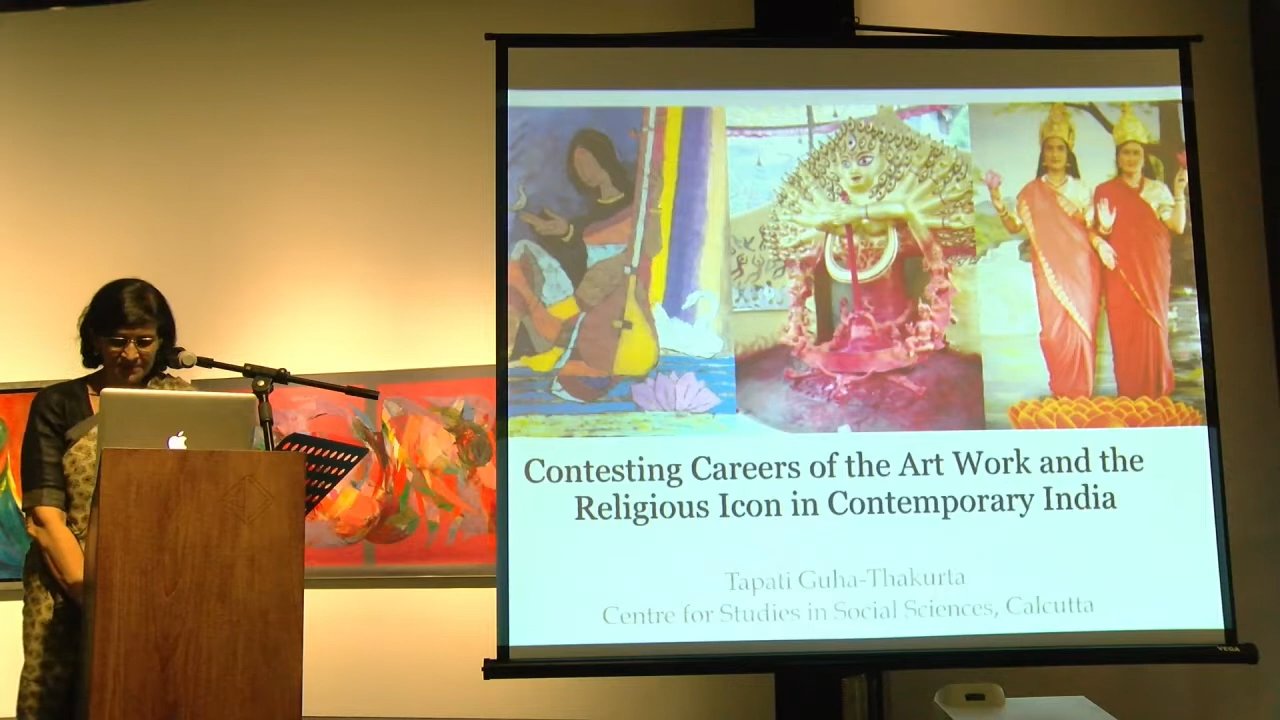 Contesting Careers of the Art Work and the
Religious Icon in Contemporary India
Tapati Guha-Thakurta
Centre for Studies in Social Sciences, Calcutta
VEGA